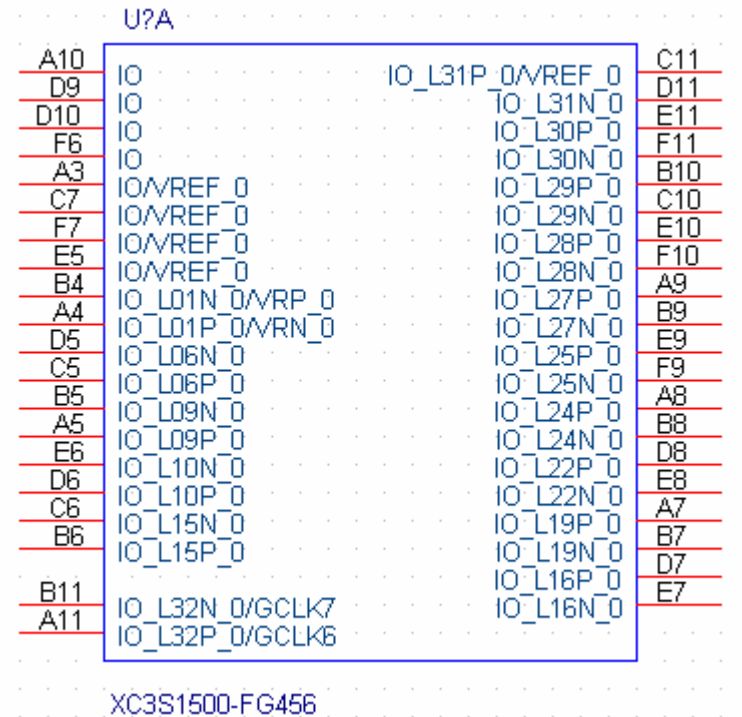 U?A
A10 IO IO_L31P_0/VREF_0 C11
D9 IO IO_L31N_0 D11
D10 IO IO_L30P_0 E11
F6 IO IO_L30N_0 F11
A3 IO/VREF_0 IO_L29P_0 B10
C7 IO/VREF_0 IO_L29N_0 C10
F7 IO/VREF_0 IO_L28P_0 E10
E5 IO/VREF_0 IO_L28N_0 F10
B4 IO_L01N_0/VRP_0 IO_L27P_0 A9
A4 IO_L01P_0/VRN_0 IO_L27N_0 B9
D5 IO_L06N_0 IO_L25P_0 E9
C5 IO_L06P_0 IO_L25N_0 F9
B5 IO_L09N_0 IO_L24P_0 A8
A5 IO_L09P_0 IO_L24N_0 B8
E6 IO_L10N_0 IO_L22P_0 D8
D6 IO_L10P_0 IO_L22N_0 E8
C6 IO_L15N_0 IO_L19P_0 A7
B6 IO_L15P_0 IO_L19N_0 B7
IO_L16P_0 D7
B11 IO_L32N_0/GCLK7 IO_L16N_0 E7
A11 IO_L32P_0/GCLK6
XC3S1500-FG456